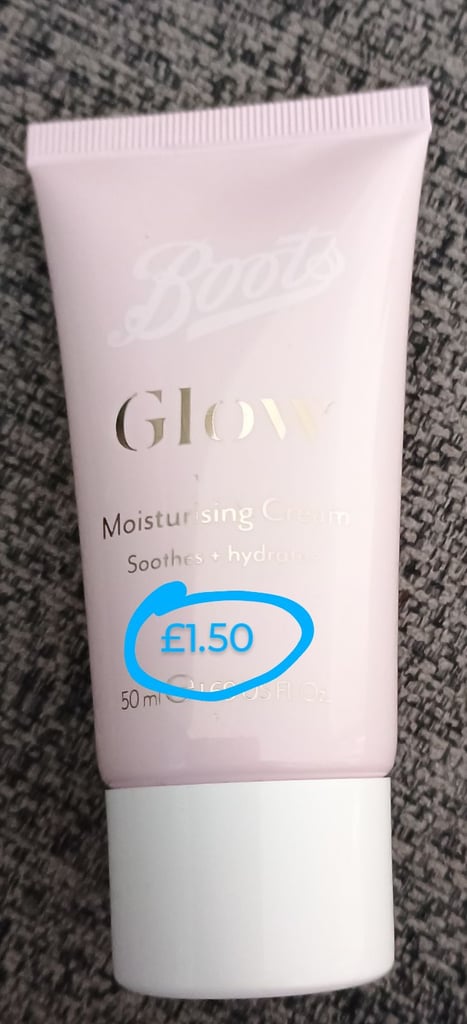 Boots
Glow
Moisturising Cream
Soothes + hydrates
£1.50
50 ml ℮ 1.69 US Fl. Oz.